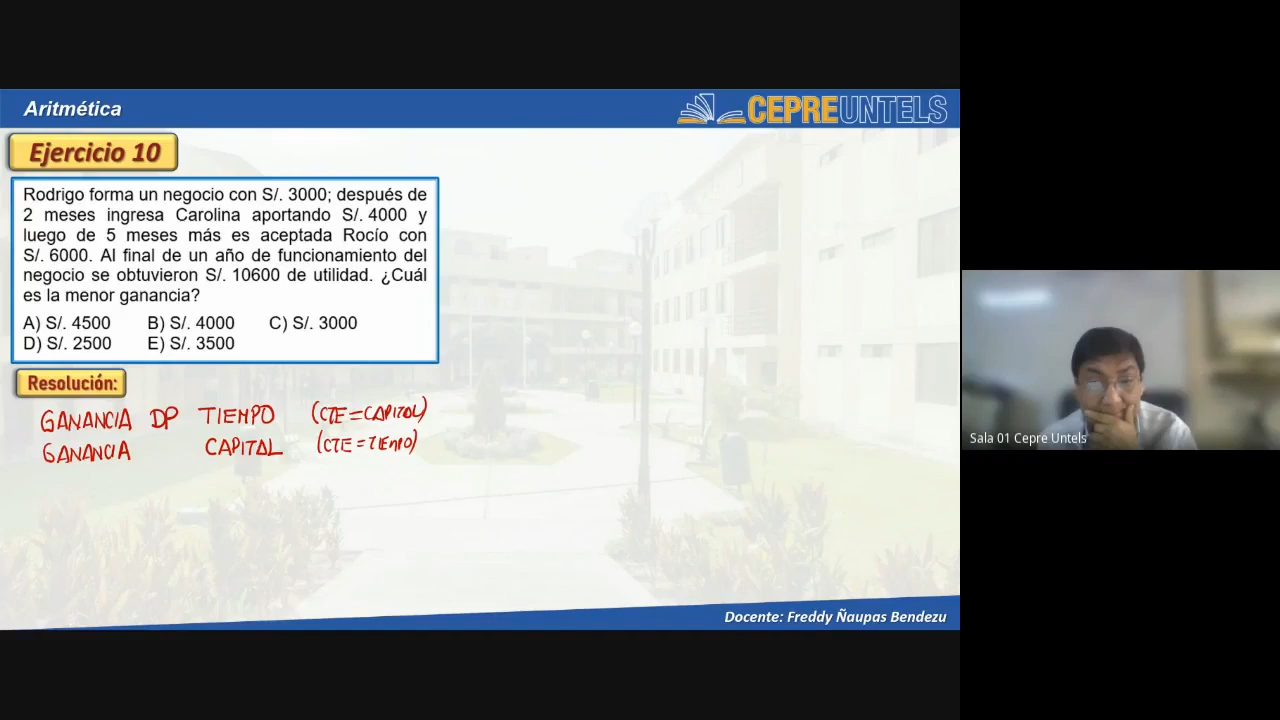 Aritmética
CEPREUNTELS
Ejercicio 10
Rodrigo forma un negocio con S/. 3000; después de
2 meses ingresa Carolina aportando S/. 4000 y
luego de 5 meses más es aceptada Rocío con
S/. 6000. Al final de un año de funcionamiento del
negocio se obtuvieron S/. 10600 de utilidad. ¿Cuál
es la menor ganancia?
A) S/. 4500 B) S/. 4000 C) S/. 3000
D) S/. 2500 E) S/. 3500
Resolución:
GANANCIA DP TIEMPO (CTE=CAPITAL)
GANANCIA CAPITAL (CTE=TIEMPO)
Sala 01 Cepre Untels
Docente: Freddy Ñaupas Bendezu